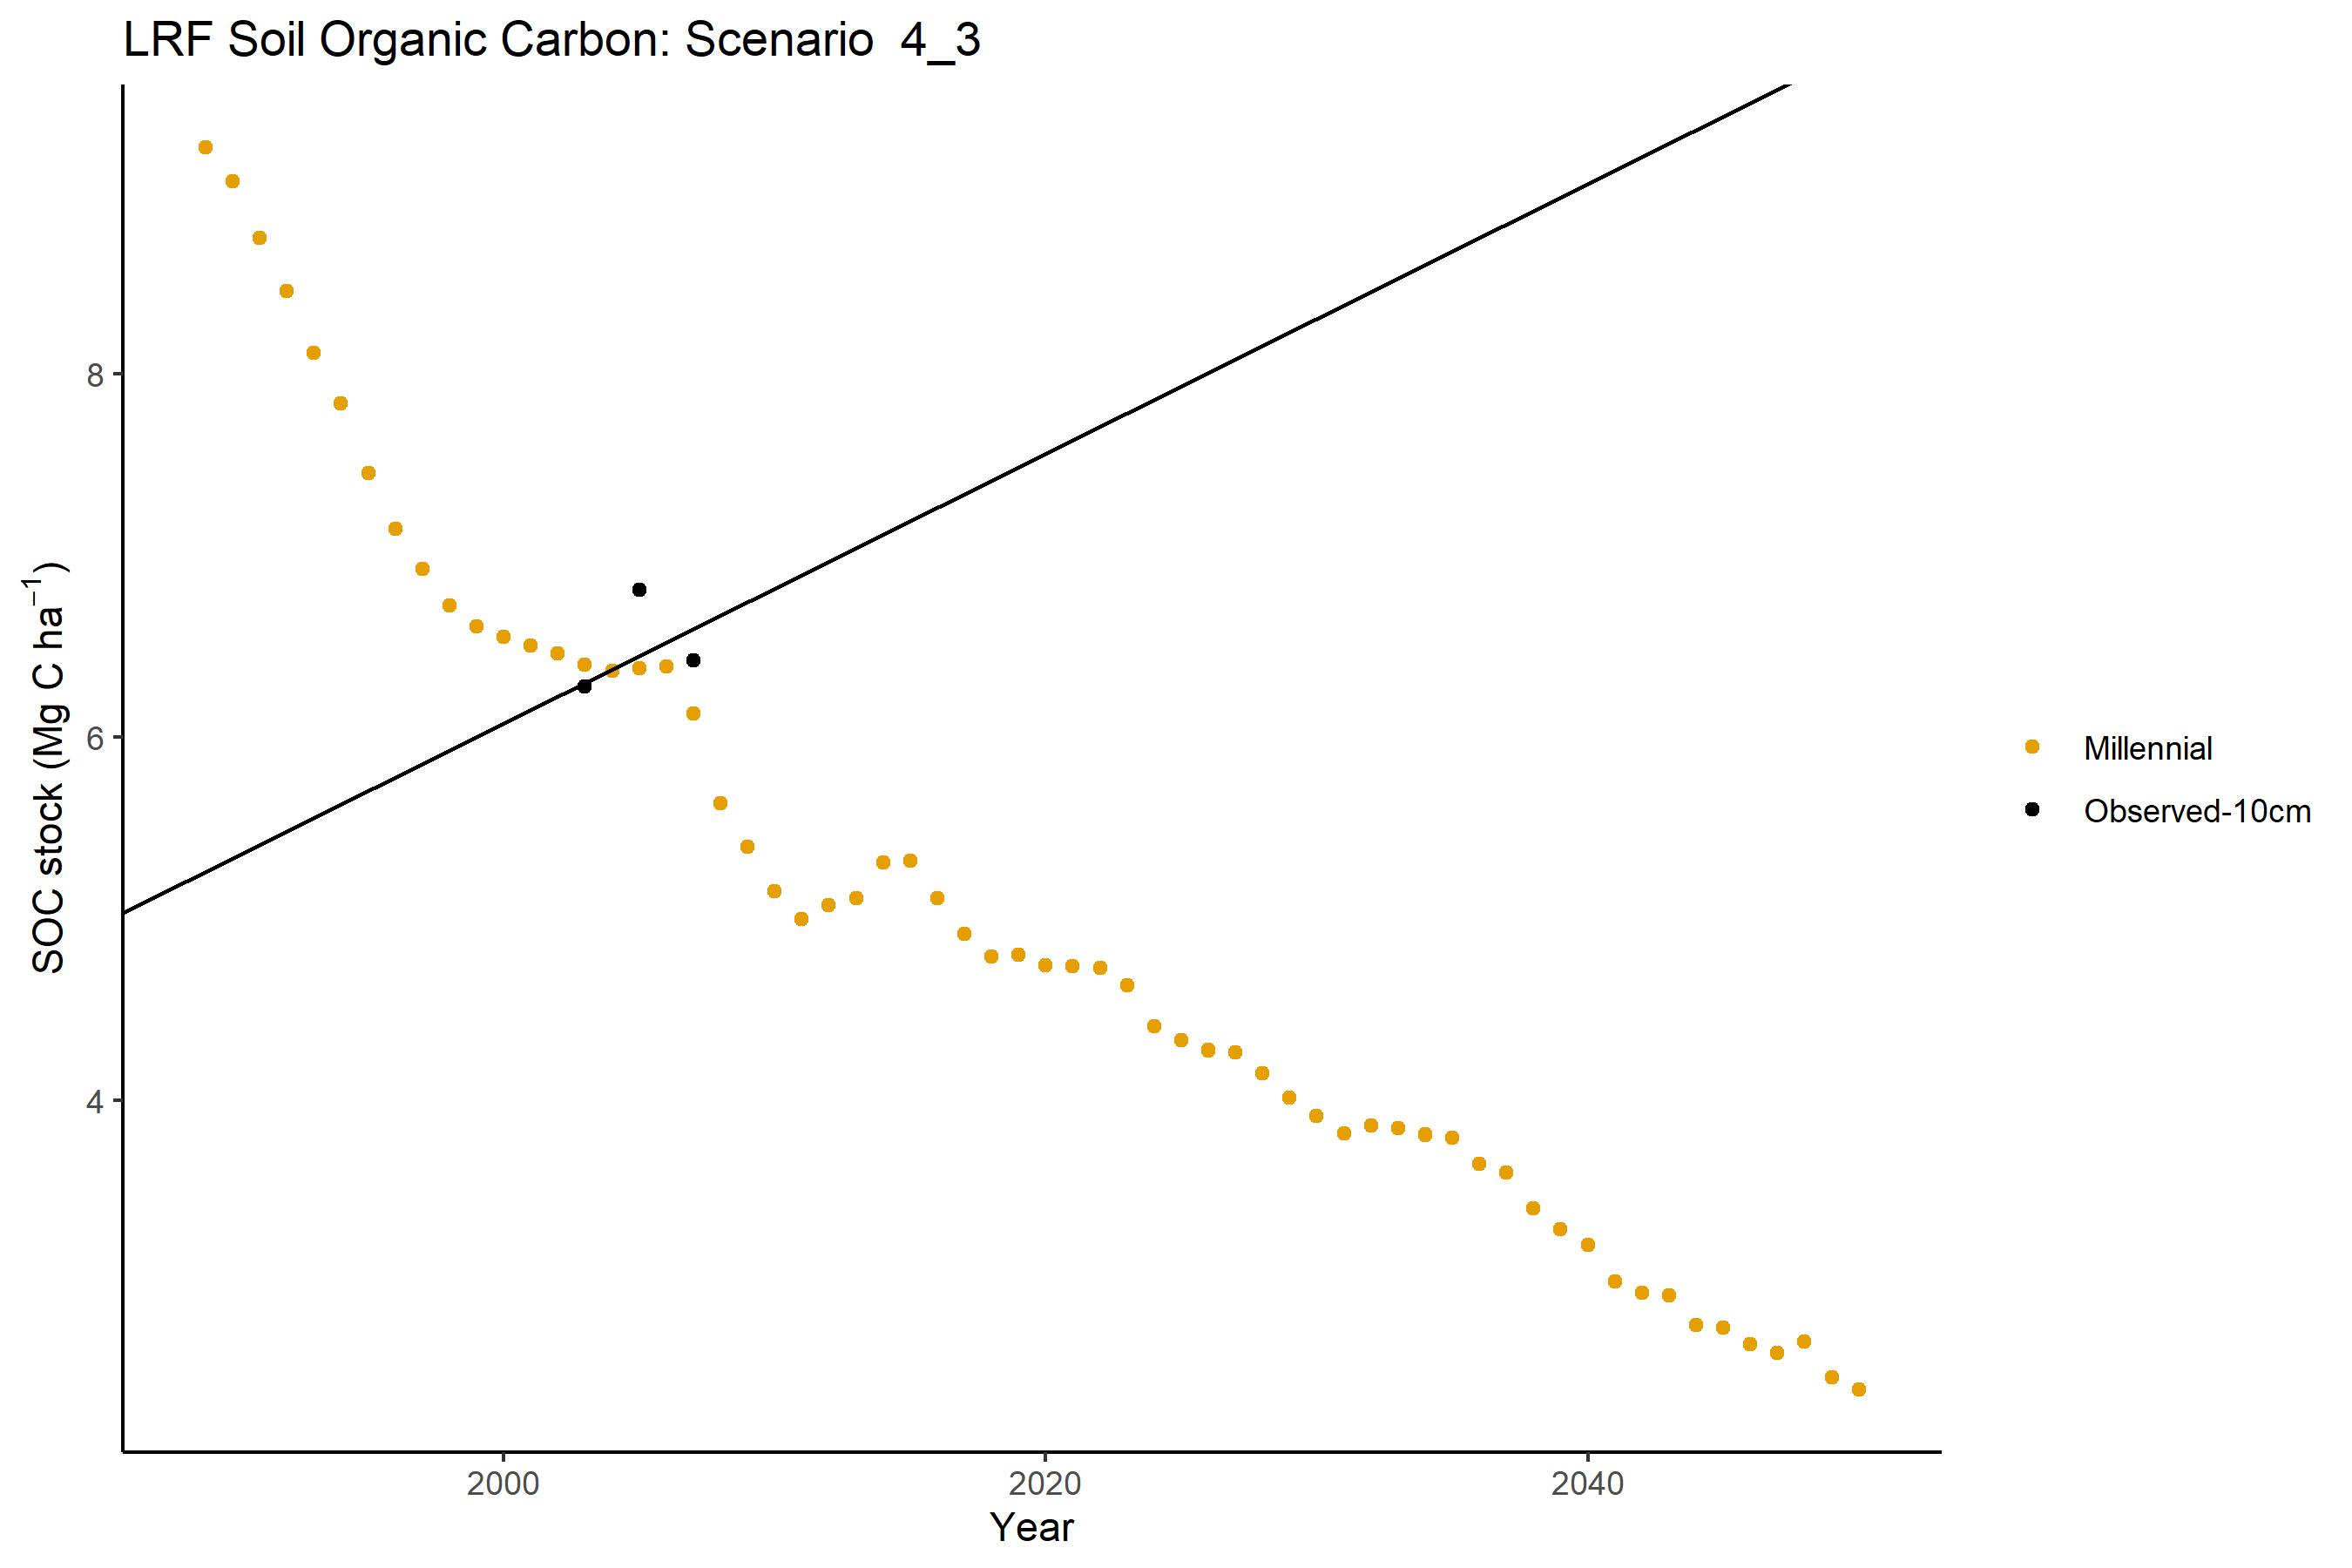 LRF Soil Organic Carbon: Scenario  4_3
SOC stock (Mg C ha⁻¹)
8
6
4
2000
2020
2040
Year
Millennial
Observed-10cm